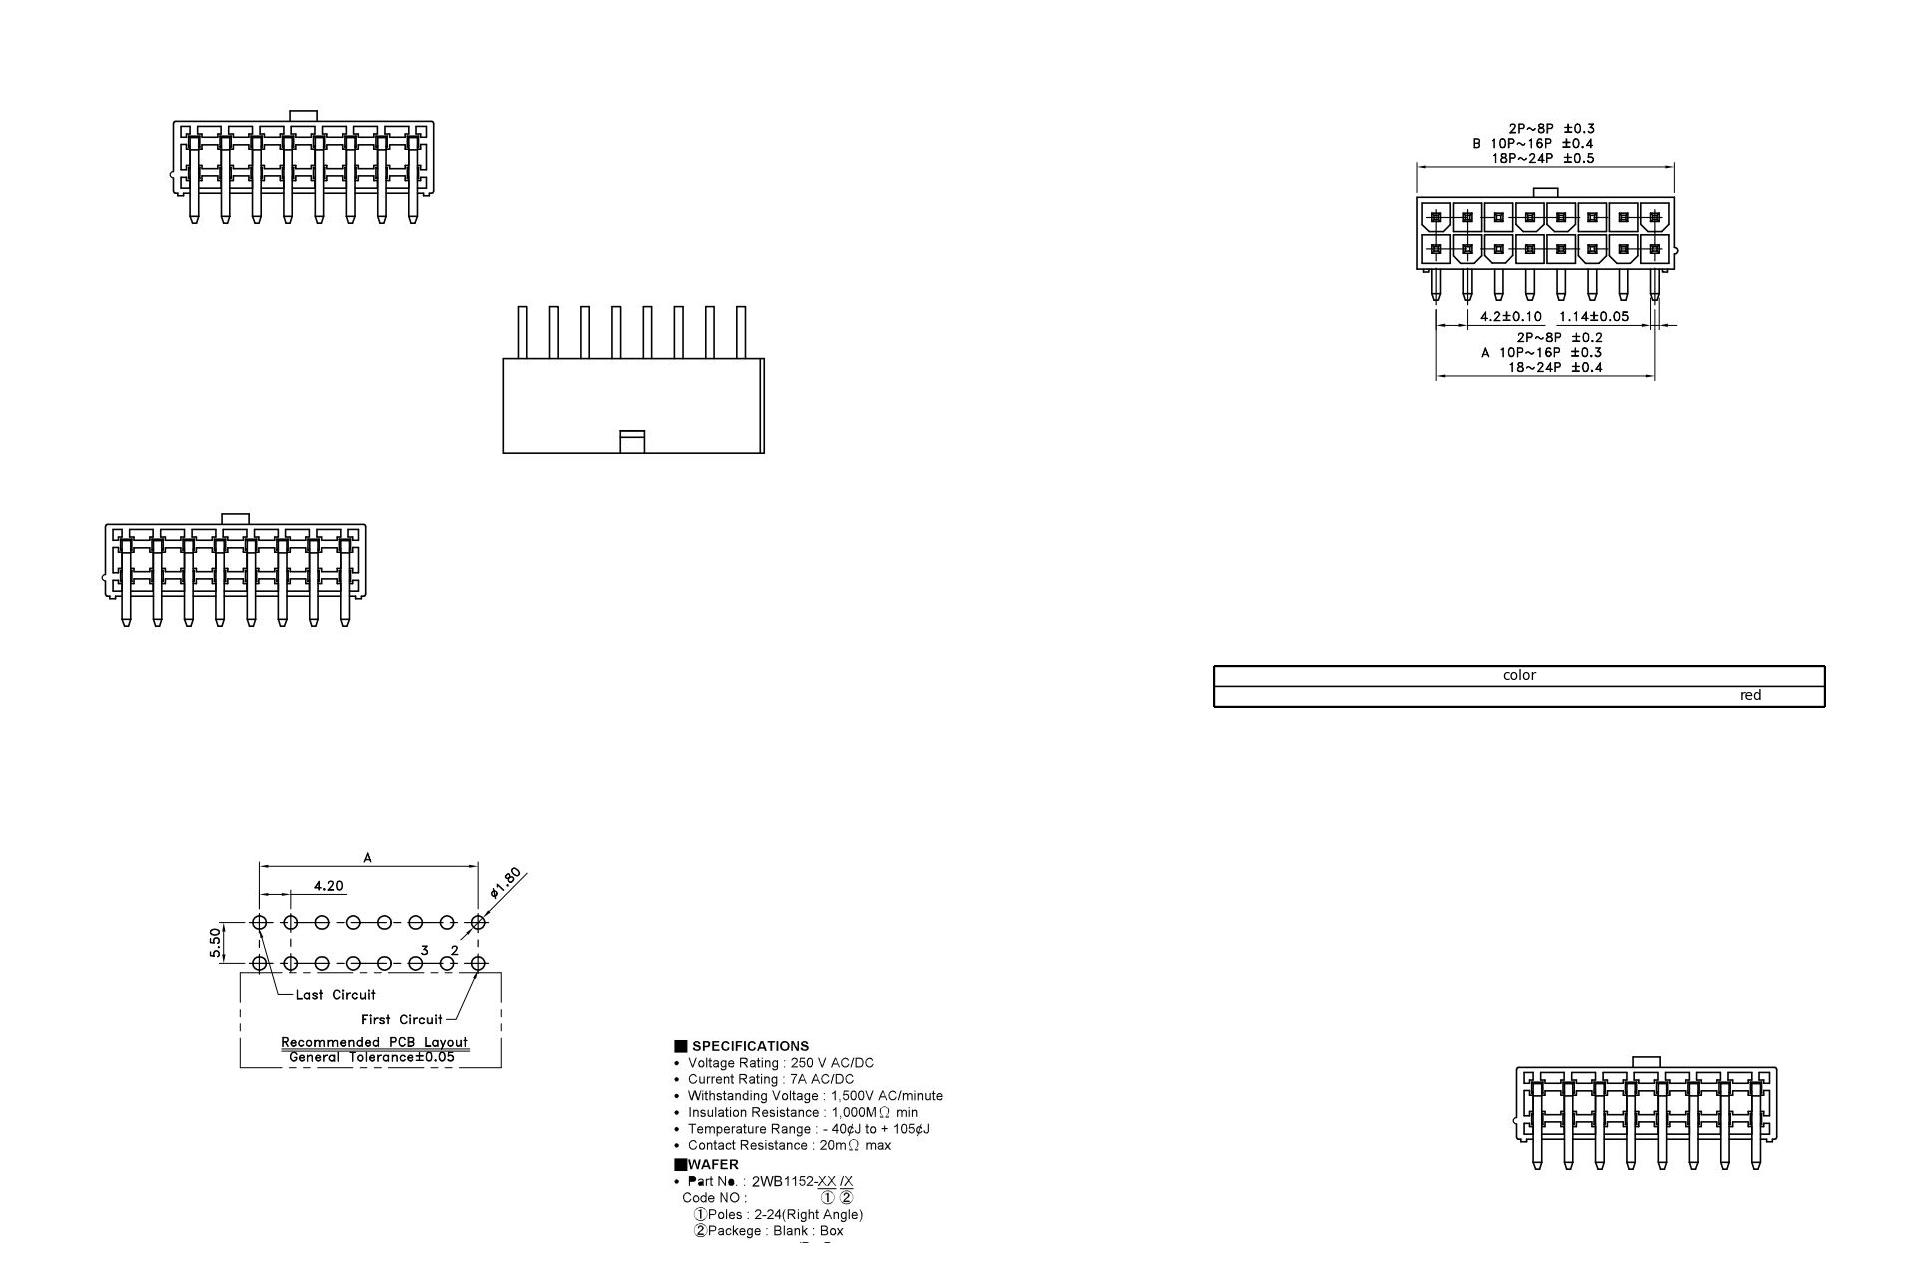 2P~8P ±0.3
B 10P~16P ±0.4
18P~24P ±0.5
4.2±0.10 1.14±0.05
2P~8P ±0.2
A 10P~16P ±0.3
18~24P ±0.4
color
red
A
4.20
ø1.80
5.50
3 2
Last Circuit
First Circuit
Recommended PCB Layout
General Tolerance±0.05
■ SPECIFICATIONS
• Voltage Rating : 250 V AC/DC
• Current Rating : 7A AC/DC
• Withstanding Voltage : 1,500V AC/minute
• Insulation Resistance : 1,000MΩ min
• Temperature Range : - 40¢J to + 105¢J
• Contact Resistance : 20mΩ max
■WAFER
• Part No. : 2WB1152-XX /X
Code NO : ① ②
①Poles : 2-24(Right Angle)
②Packege : Blank : Box